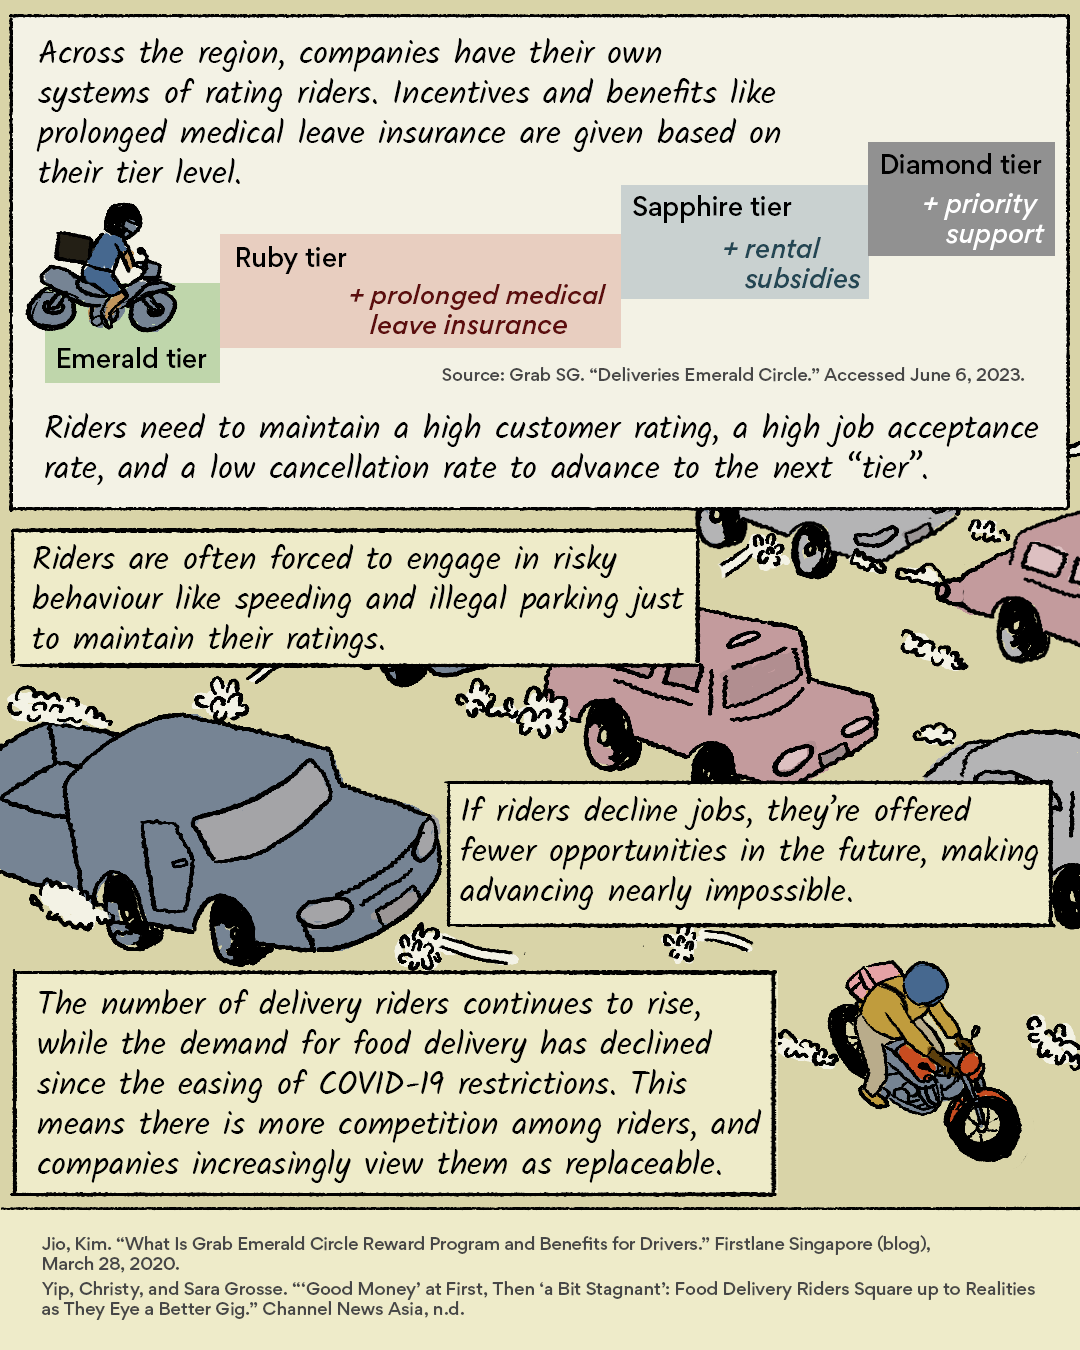 Across the region, companies have their own
systems of rating riders. Incentives and benefits like
prolonged medical leave insurance are given based on
their tier level.
Emerald tier
Ruby tier
+ prolonged medical
leave insurance
Sapphire tier
+ rental
subsidies
Diamond tier
+ priority
support
Source: Grab SG. “Deliveries Emerald Circle.” Accessed June 6, 2023.
Riders need to maintain a high customer rating, a high job acceptance
rate, and a low cancellation rate to advance to the next “tier”.
Riders are often forced to engage in risky
behaviour like speeding and illegal parking just
to maintain their ratings.
If riders decline jobs, they’re offered
fewer opportunities in the future, making
advancing nearly impossible.
The number of delivery riders continues to rise,
while the demand for food delivery has declined
since the easing of COVID-19 restrictions. This
means there is more competition among riders, and
companies increasingly view them as replaceable.
Jio, Kim. “What Is Grab Emerald Circle Reward Program and Benefits for Drivers.” Firstlane Singapore (blog),
March 28, 2020.
Yip, Christy, and Sara Grosse. “‘Good Money’ at First, Then ‘a Bit Stagnant’: Food Delivery Riders Square up to Realities
as They Eye a Better Gig.” Channel News Asia, n.d.